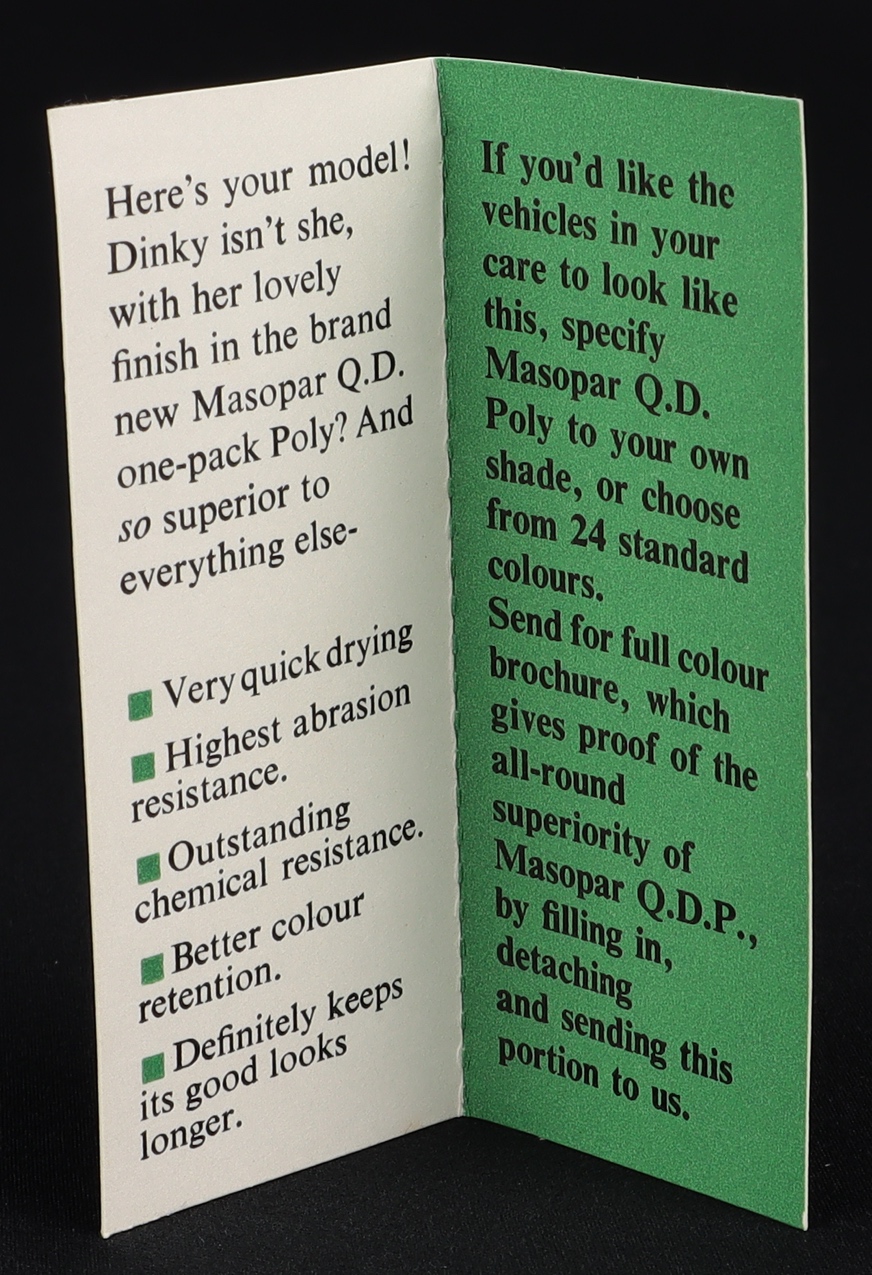 Here's your model!
Dinky isn't she,
with her lovely
finish in the brand
new Masopar Q.D.
one-pack Poly? And
so superior to
everything else-
Very quick drying
Highest abrasion
resistance.
Outstanding
chemical resistance.
Better colour
retention.
Definitely keeps
its good looks
longer.
If you'd like the
vehicles in your
care to look like
this, specify
Masopar Q.D.
Poly to your own
shade, or choose
from 24 standard
colours.
Send for full colour
brochure, which
gives proof of the
all-round
superiority of
Masopar Q.D.P.,
by filling in,
detaching
and sending this
portion to us.